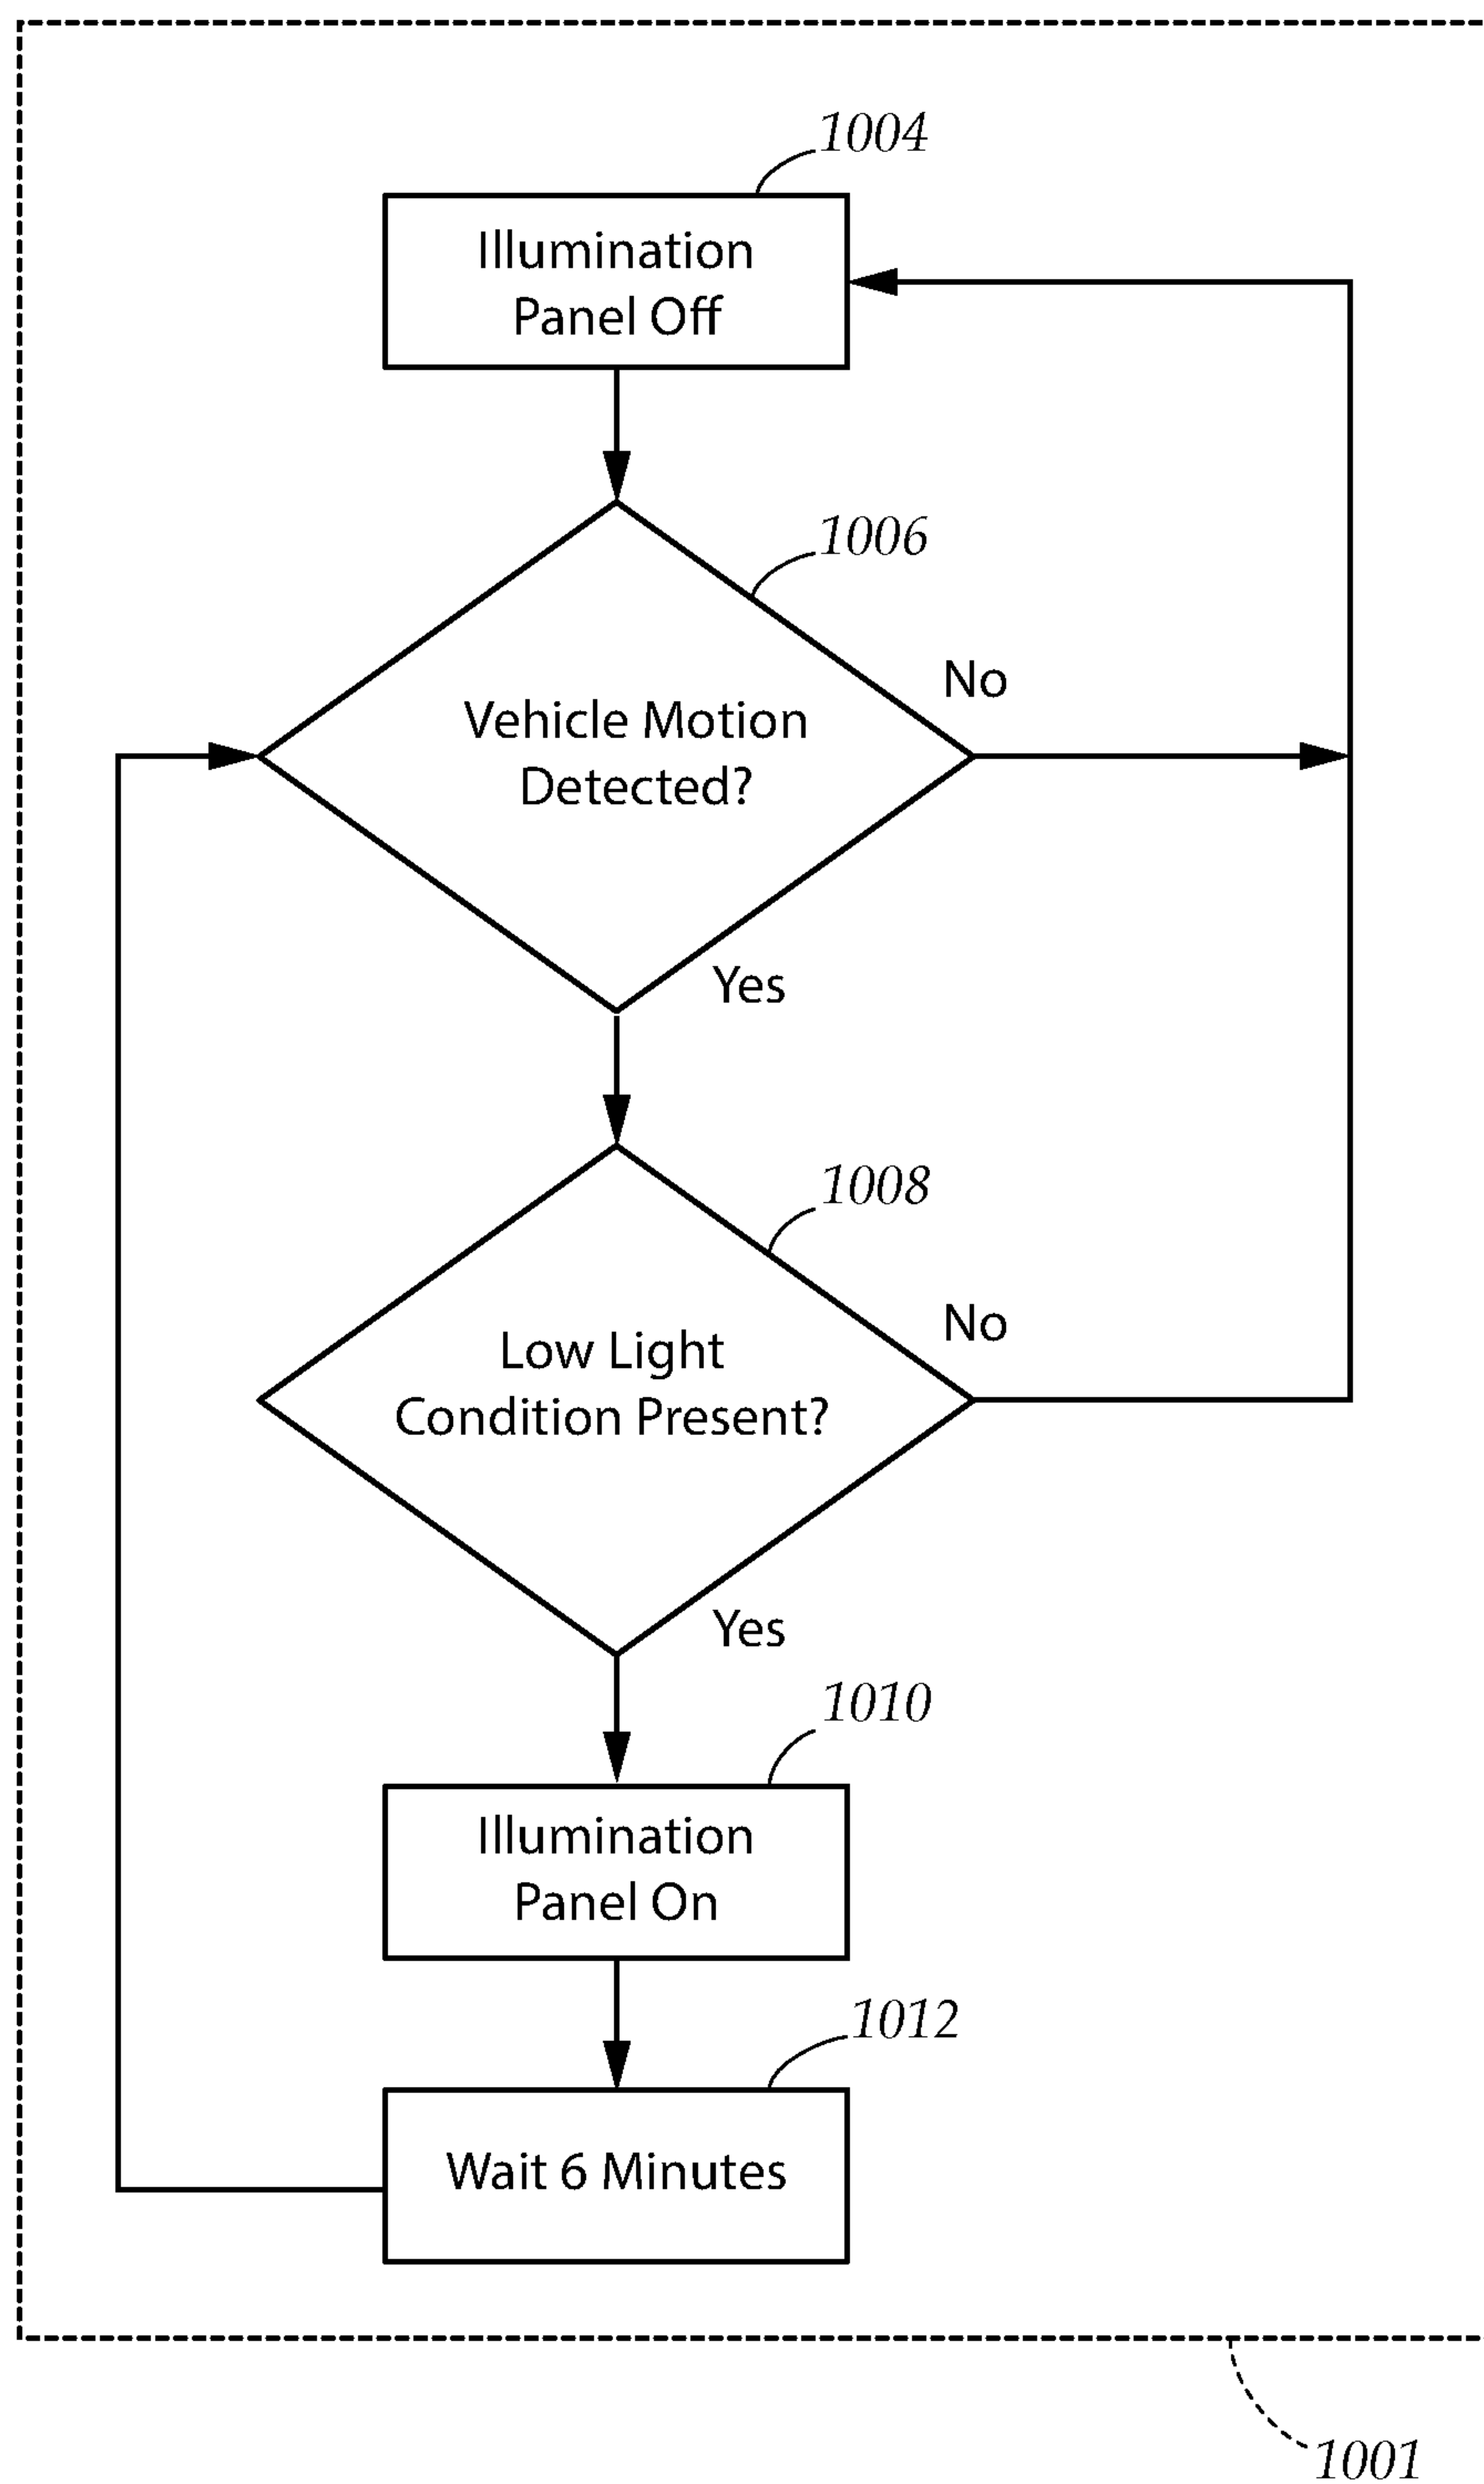 1004
Illumination
Panel Off
1006
No
Vehicle Motion
Detected?
Yes
1008
No
Low Light
Condition Present?
Yes
1010
Illumination
Panel On
1012
Wait 6 Minutes
1001